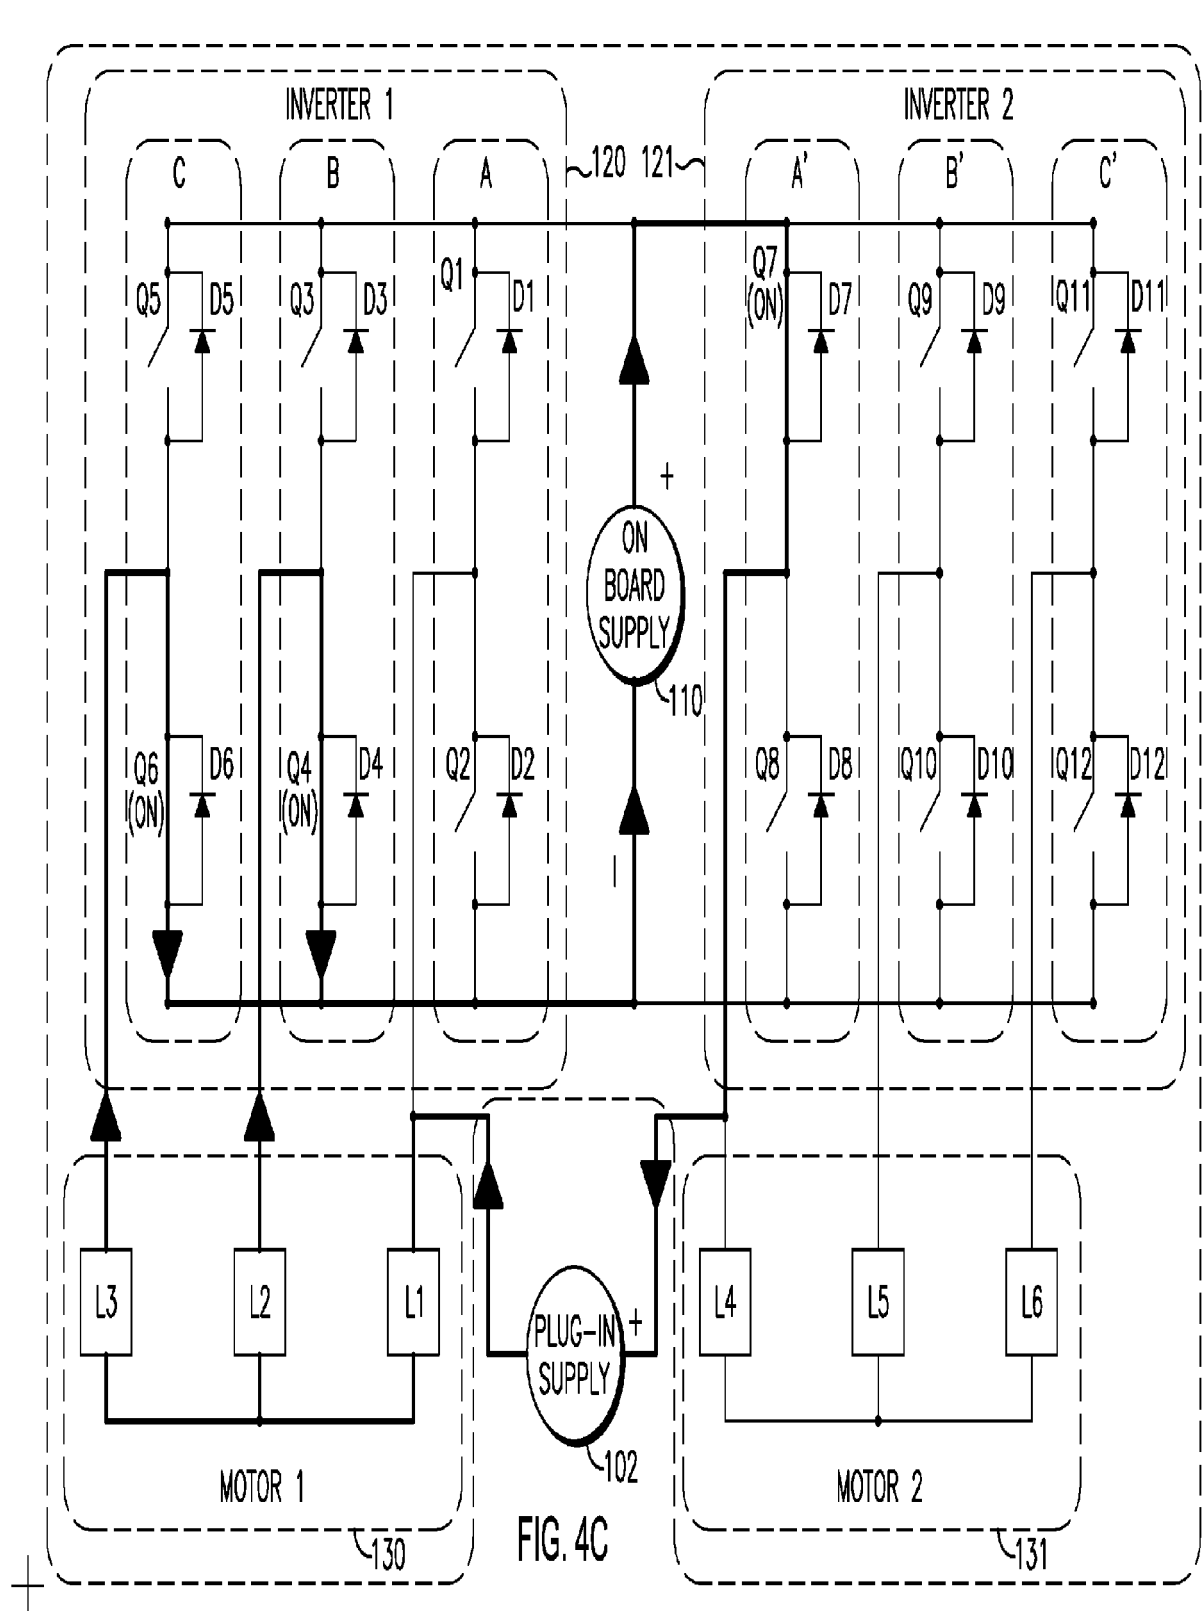 INVERTER 1
INVERTER 2
C
B
A
120
121
A'
B'
C'
Q5
D5
Q3
D3
Q1
D1
Q7
(ON)
D7
Q9
D9
Q11
D11
+
ON
BOARD
SUPPLY
110
Q6
(ON)
D6
Q4
(ON)
D4
Q2
D2
Q8
D8
Q10
D10
Q12
D12
–
L3
L2
L1
PLUG-IN
SUPPLY
+
102
L4
L5
L6
MOTOR 1
MOTOR 2
130
131
FIG. 4C